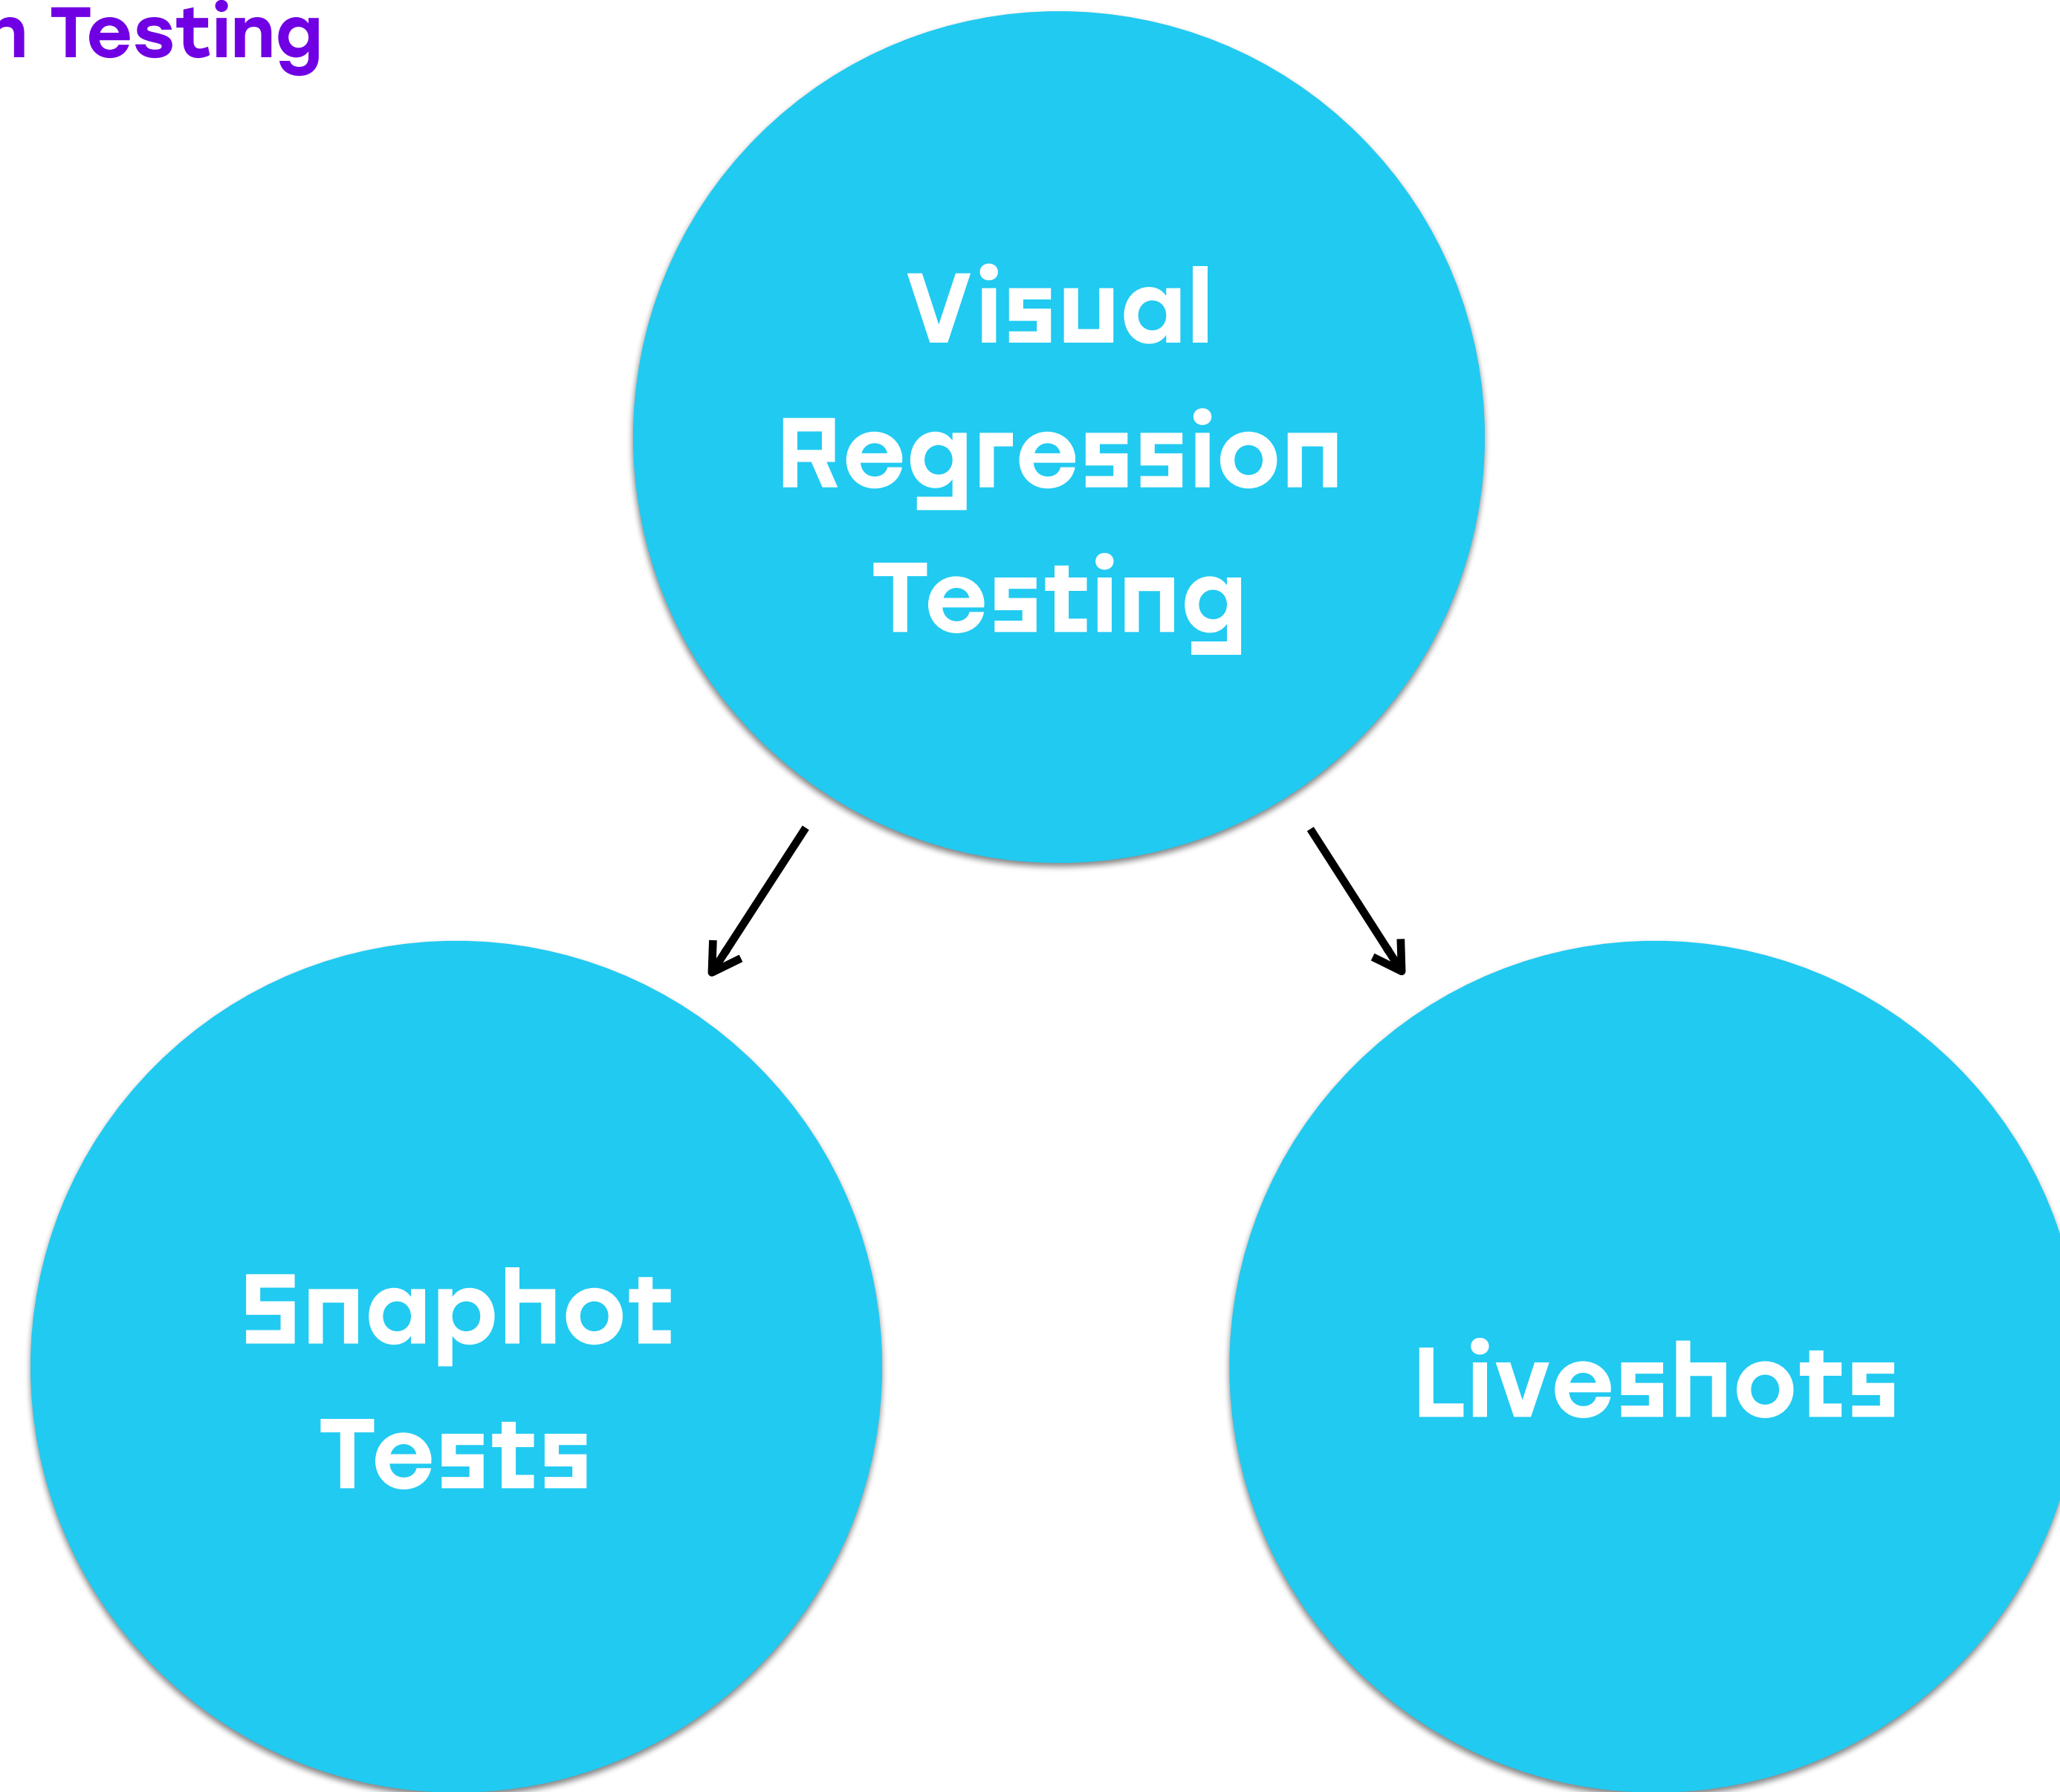 n Testing
Visual
Regression
Testing
Snaphot
Tests
Liveshots